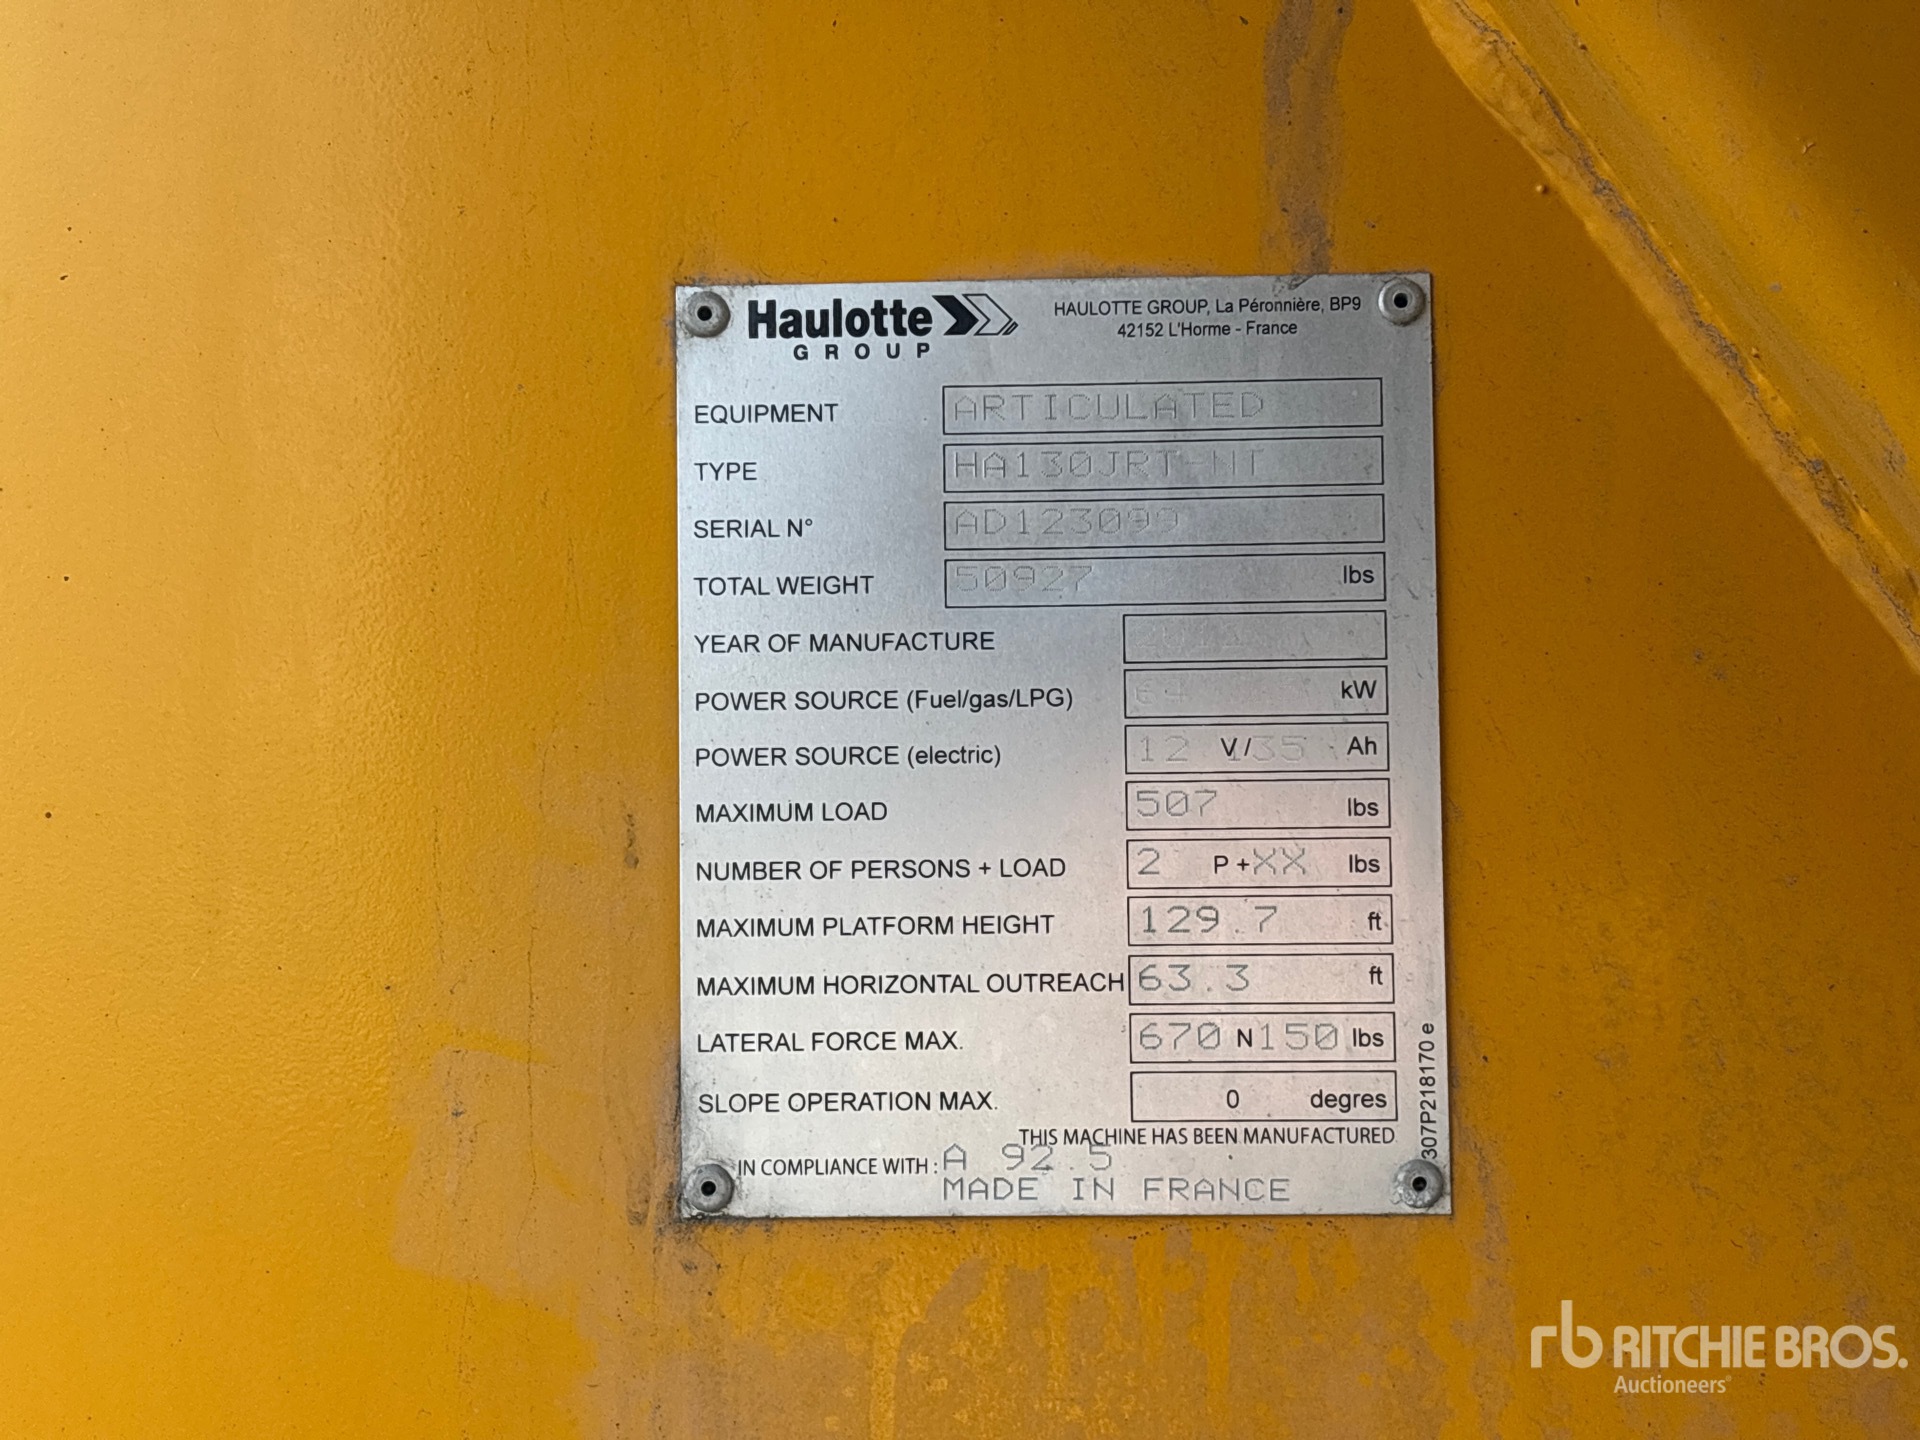 Haulotte
GROUP
HAULOTTE GROUP, La Péronnière, BP9
42152 L'Horme - France
EQUIPMENT ARTICULATED
TYPE HA130JRT-NT
SERIAL N° AD123099
TOTAL WEIGHT 50927 lbs
YEAR OF MANUFACTURE
POWER SOURCE (Fuel/gas/LPG) 64 kW
POWER SOURCE (electric) 12 V/ 135 Ah
MAXIMUM LOAD 507 lbs
NUMBER OF PERSONS + LOAD 2 P + XX lbs
MAXIMUM PLATFORM HEIGHT 129.7 ft
MAXIMUM HORIZONTAL OUTREACH 63.3 ft
LATERAL FORCE MAX. 670 N 150 lbs
SLOPE OPERATION MAX. 0 degres
THIS MACHINE HAS BEEN MANUFACTURED
IN COMPLIANCE WITH : A 92.5
MADE IN FRANCE
307P218170 e
rb RITCHIE BROS.
Auctioneers